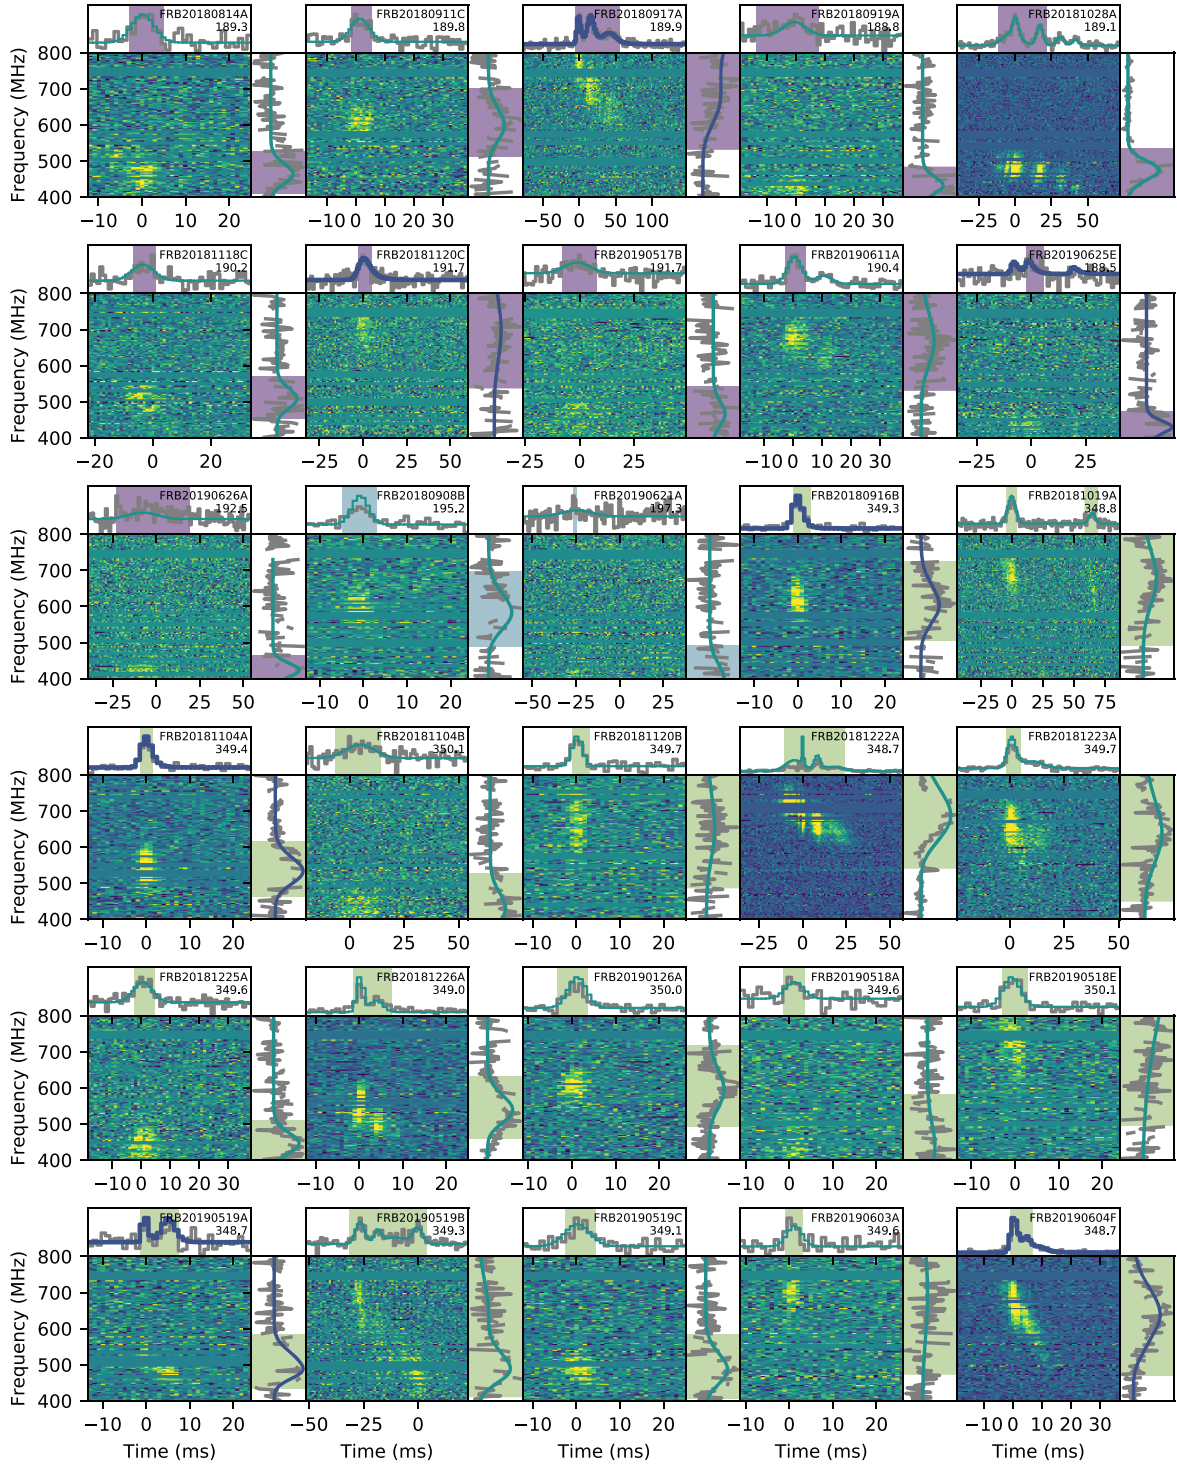 FRB20180814A
189.3
FRB20180911C
189.8
FRB20180917A
189.9
FRB20180919A
188.8
FRB20181028A
189.1
Frequency (MHz)
800
700
600
500
400
−10 0 10 20
−10 0 10 20 30
−50 0 50 100
−10 0 10 20 30
−25 0 25 50
FRB20181118C
190.2
FRB20181120C
191.7
FRB20190517B
191.7
FRB20190611A
190.4
FRB20190625E
188.5
Frequency (MHz)
800
700
600
500
400
−20 0 20
−25 0 25 50
−25 0 25 50
−10 0 10 20 30
−25 0 25
FRB20190626A
192.5
FRB20180908B
195.2
FRB20190621A
197.3
FRB20180916B
349.3
FRB20181019A
348.8
Frequency (MHz)
800
700
600
500
400
−25 0 25 50
−10 0 10 20
−50 −25 0 25
−10 0 10 20
−25 0 25 50 75
FRB20181104A
349.4
FRB20181104B
350.1
FRB20181120B
349.7
FRB20181222A
348.7
FRB20181223A
349.7
Frequency (MHz)
800
700
600
500
400
−10 0 10 20
0 25 50
−10 0 10 20
−25 0 25 50
0 25 50 75
FRB20181225A
349.6
FRB20181226A
349.0
FRB20190126A
350.0
FRB20190518A
349.6
FRB20190518E
350.1
Frequency (MHz)
800
700
600
500
400
−10 0 10 20 30
−10 0 10 20
−10 0 10 20
−10 0 10 20
−10 0 10 20
FRB20190519A
348.7
FRB20190519B
349.3
FRB20190519C
349.1
FRB20190603A
349.6
FRB20190604F
348.7
Frequency (MHz)
800
700
600
500
400
−10 0 10 20
−50 −25 0
−10 0 10 20
−10 0 10 20
−10 0 10 20 30
Time (ms)
Time (ms)
Time (ms)
Time (ms)
Time (ms)